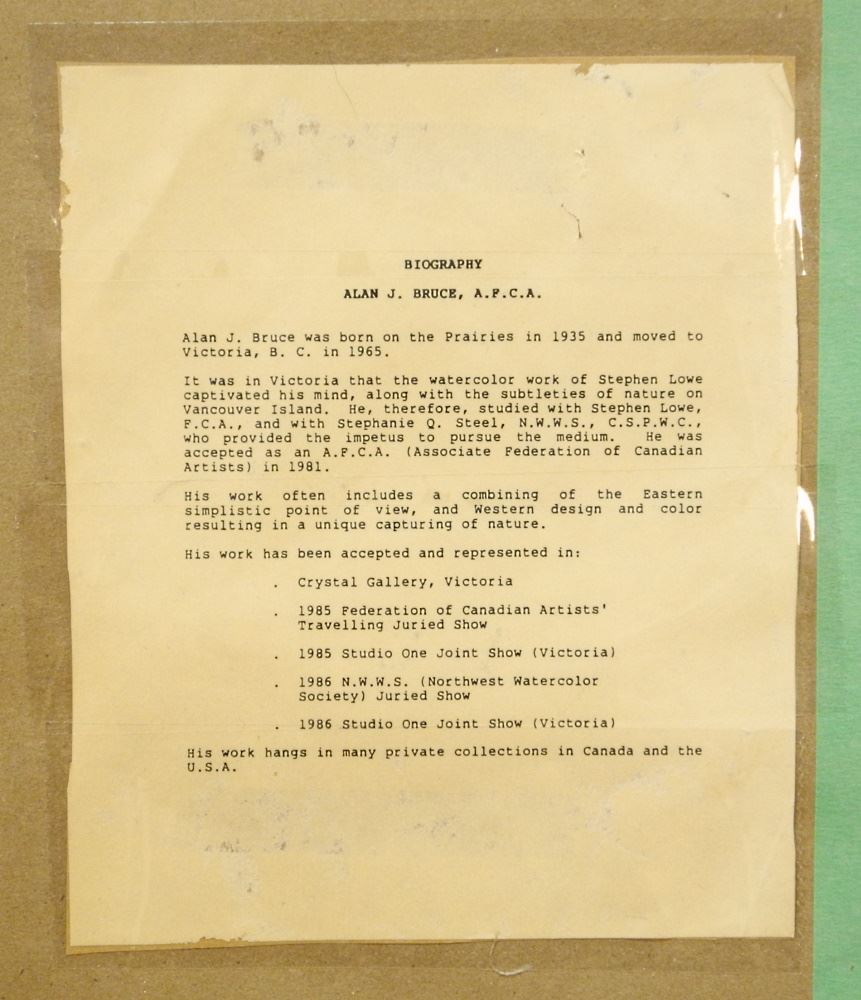 BIOGRAPHY
ALAN J. BRUCE, A.F.C.A.
Alan J. Bruce was born on the Prairies in 1935 and moved to
Victoria, B. C. in 1965.
It was in Victoria that the watercolor work of Stephen Lowe
captivated his mind, along with the subtleties of nature on
Vancouver Island. He, therefore, studied with Stephen Lowe,
F.C.A., and with Stephanie Q. Steel, N.W.W.S., C.S.P.W.C.,
who provided the impetus to pursue the medium. He was
accepted as an A.F.C.A. (Associate Federation of Canadian
Artists) in 1981.
His work often includes a combining of the Eastern
simplistic point of view, and Western design and color
resulting in a unique capturing of nature.
His work has been accepted and represented in:
. Crystal Gallery, Victoria
. 1985 Federation of Canadian Artists'
Travelling Juried Show
. 1985 Studio One Joint Show (Victoria)
. 1986 N.W.W.S. (Northwest Watercolor
Society) Juried Show
. 1986 Studio One Joint Show (Victoria)
His work hangs in many private collections in Canada and the
U.S.A.